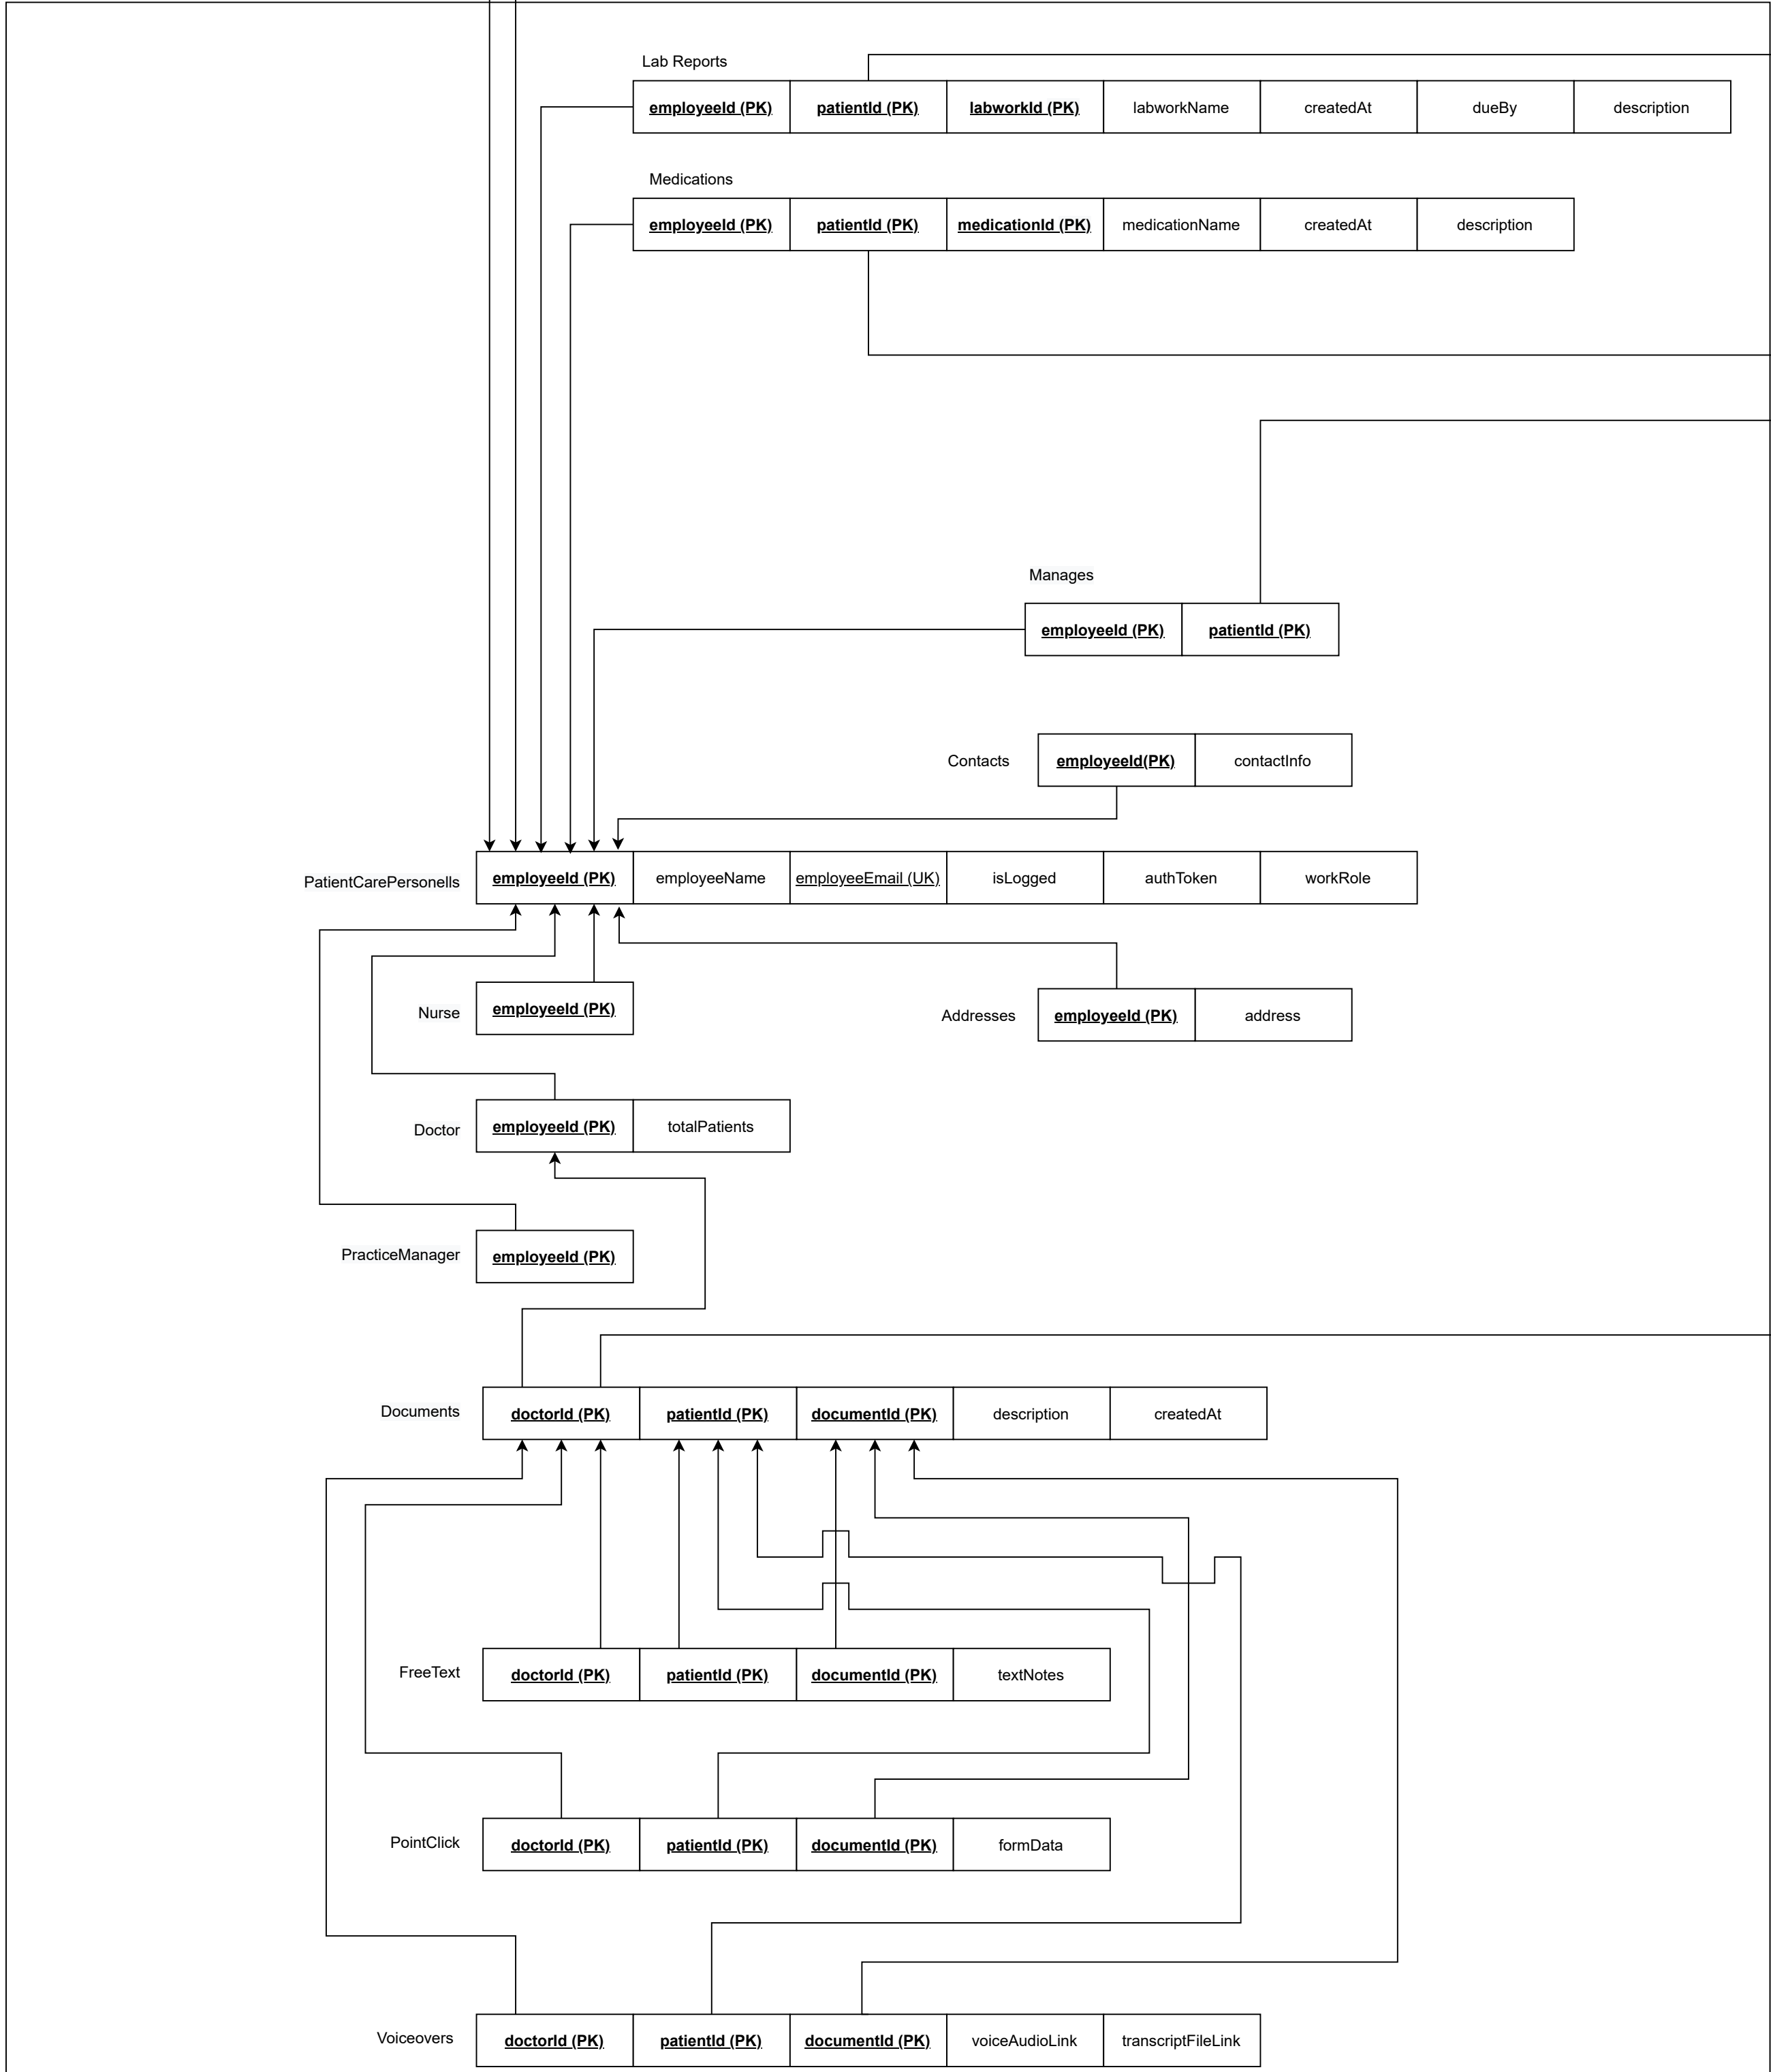 Lab Reports
employeeId (PK) patientId (PK) labworkId (PK) labworkName createdAt dueBy description
Medications
employeeId (PK) patientId (PK) medicationId (PK) medicationName createdAt description
Manages
employeeId (PK) patientId (PK)
Contacts employeeId(PK) contactInfo
PatientCarePersonells employeeId (PK) employeeName employeeEmail (UK) isLogged authToken workRole
Nurse employeeId (PK)
Addresses employeeId (PK) address
Doctor employeeId (PK) totalPatients
PracticeManager employeeId (PK)
Documents doctorId (PK) patientId (PK) documentId (PK) description createdAt
FreeText doctorId (PK) patientId (PK) documentId (PK) textNotes
PointClick doctorId (PK) patientId (PK) documentId (PK) formData
Voiceovers doctorId (PK) patientId (PK) documentId (PK) voiceAudioLink transcriptFileLink